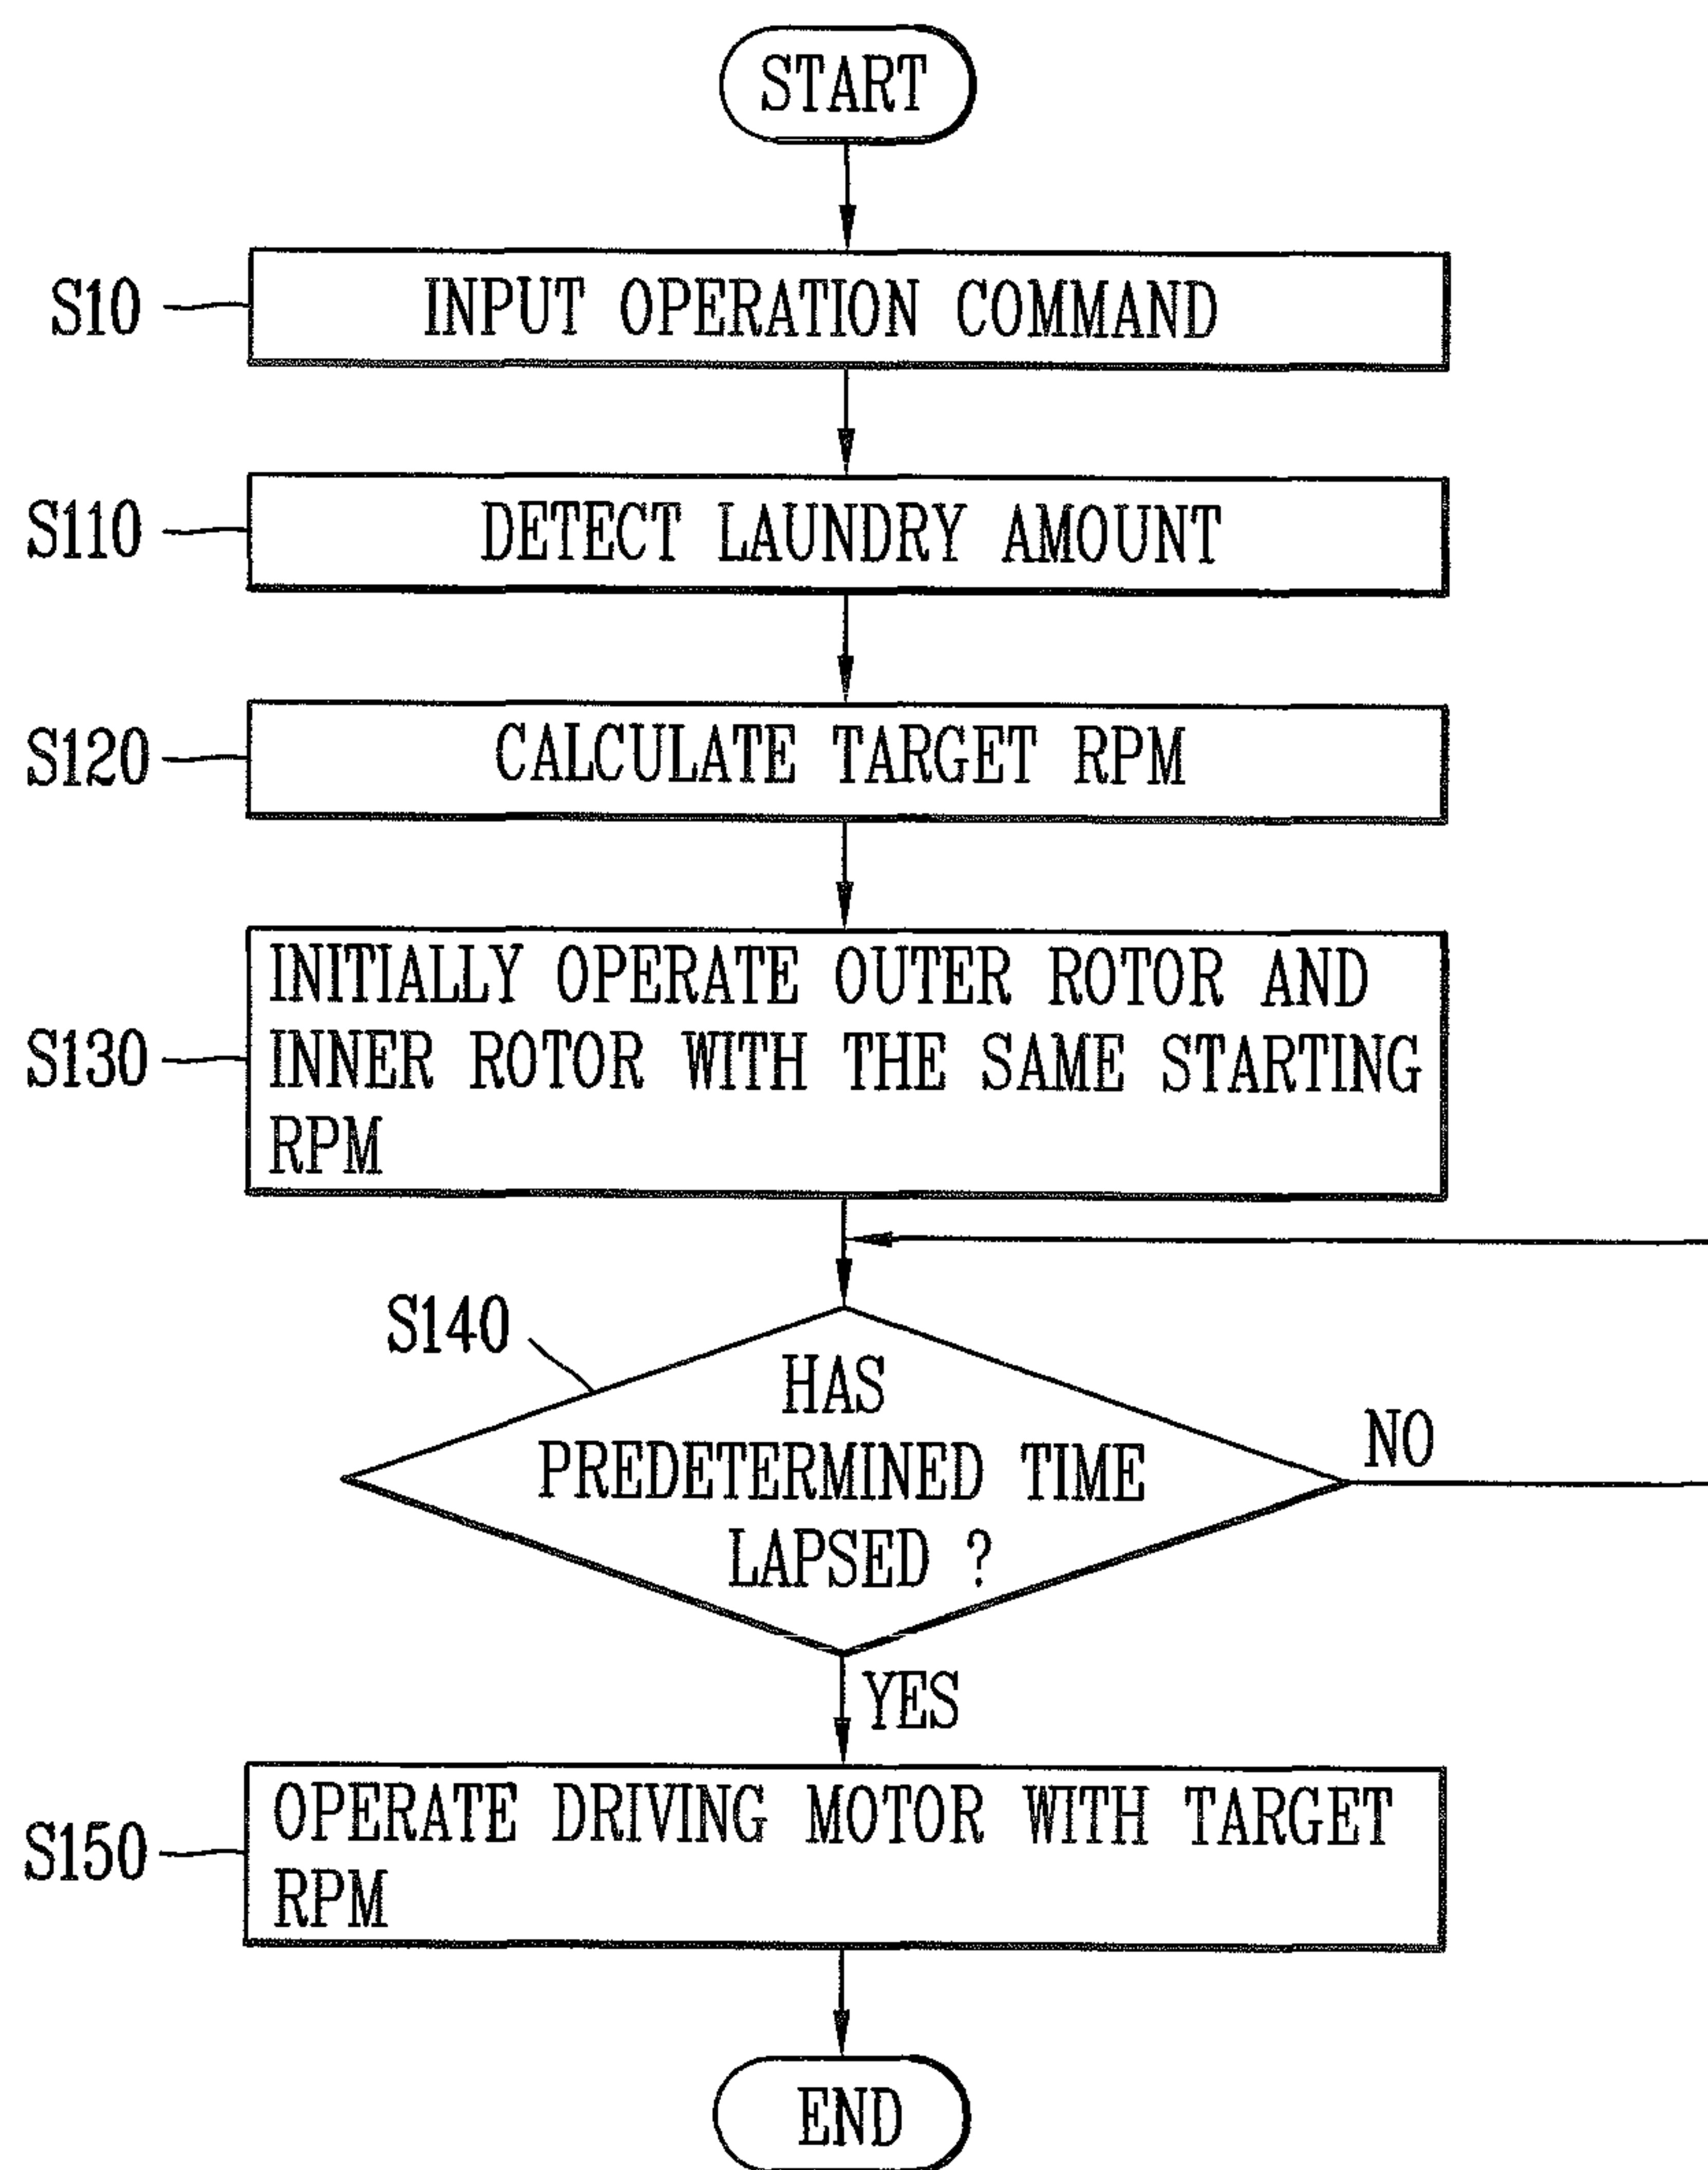 START
S10
INPUT OPERATION COMMAND
S110
DETECT LAUNDRY AMOUNT
S120
CALCULATE TARGET RPM
S130
INITIALLY OPERATE OUTER ROTOR AND
INNER ROTOR WITH THE SAME STARTING
RPM
S140
HAS
PREDETERMINED TIME
LAPSED ?
NO
YES
S150
OPERATE DRIVING MOTOR WITH TARGET
RPM
END